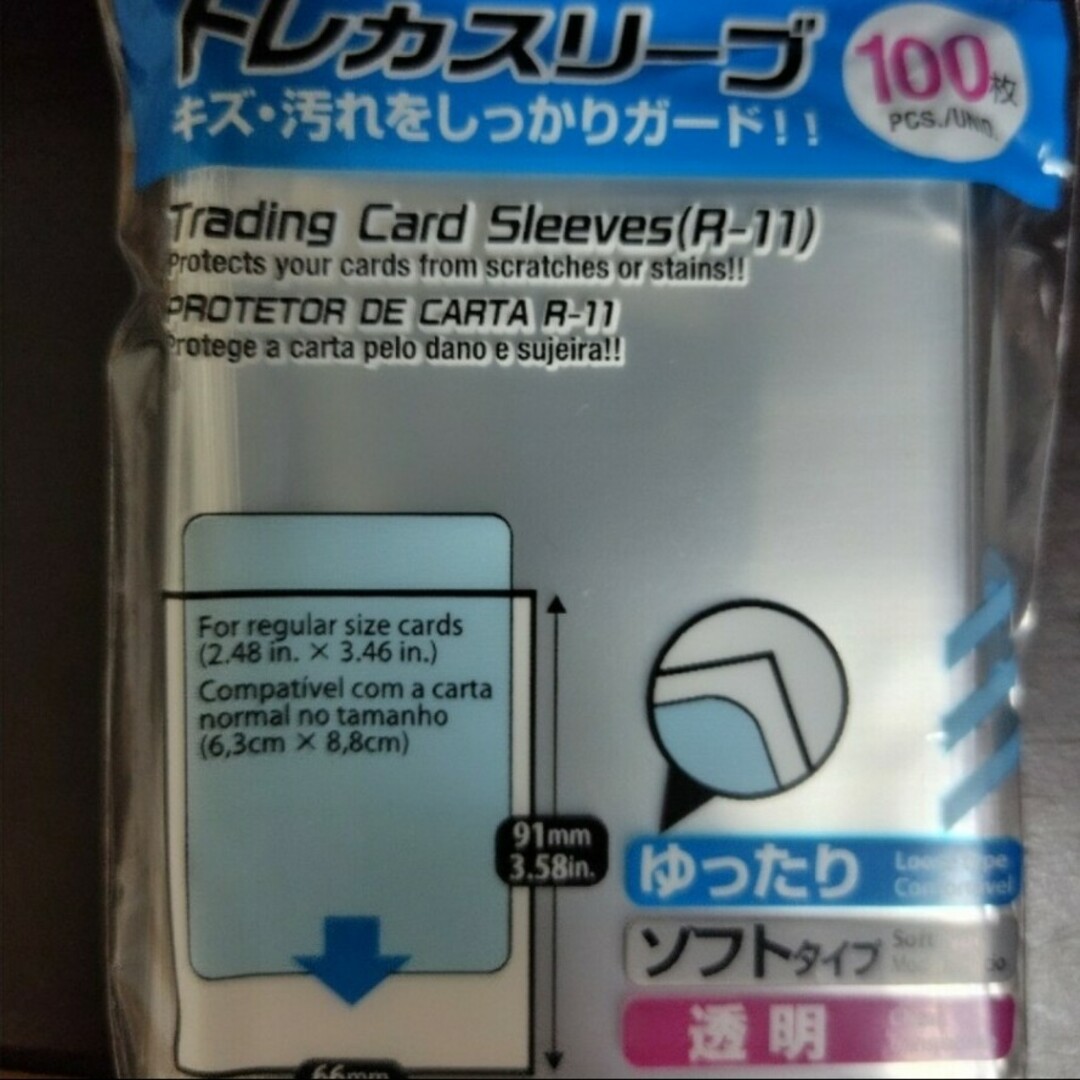 トレカスリーブ
100枚
PCS./UNID.
キズ・汚れをしっかりガード!!
Trading Card Sleeves(R-11)
Protects your cards from scratches or stains!!
PROTETOR DE CARTA R-11
Protege a carta pelo dano e sujeira!!
For regular size cards
(2.48 in. × 3.46 in.)
Compatível com a carta
normal no tamanho
(6,3cm × 8,8cm)
91mm
3.58in.
ゆったり
ソフトタイプ
Soft
透明
66mm